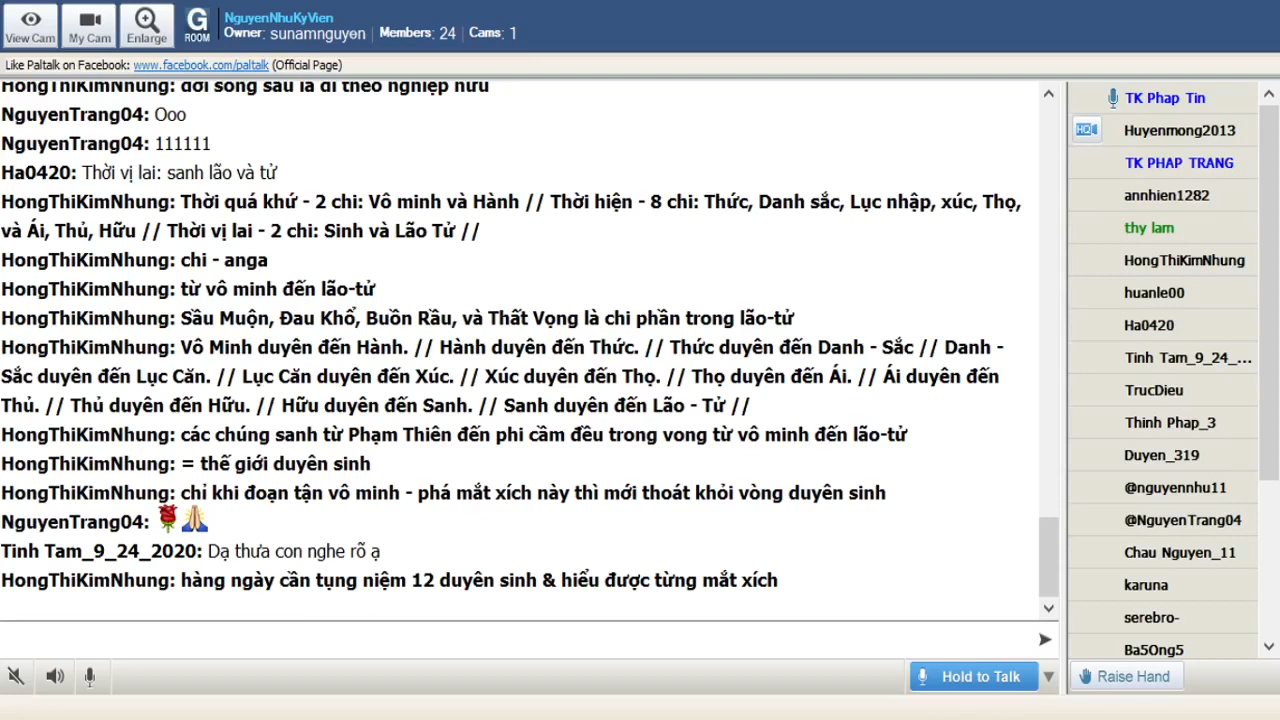 View Cam
My Cam
Enlarge
G
ROOM
NguyenNhuKyVien
Owner: sunamnguyen | Members: 24 | Cams: 1
Like Paltalk on Facebook: www.facebook.com/paltalk (Official Page)
HongThiKimNhung: đời sống sau là đi theo nghiệp hữu
NguyenTrang04: Ooo
NguyenTrang04: 111111
Ha0420: Thời vị lai: sanh lão và tử
HongThiKimNhung: Thời quá khứ - 2 chi: Vô minh và Hành // Thời hiện - 8 chi: Thức, Danh sắc, Lục nhập, xúc, Thọ,
và Ái, Thủ, Hữu // Thời vị lai - 2 chi: Sinh và Lão Tử //
HongThiKimNhung: chi - anga
HongThiKimNhung: từ vô minh đến lão-tử
HongThiKimNhung: Sầu Muộn, Đau Khổ, Buồn Rầu, và Thất Vọng là chi phần trong lão-tử
HongThiKimNhung: Vô Minh duyên đến Hành. // Hành duyên đến Thức. // Thức duyên đến Danh - Sắc // Danh -
Sắc duyên đến Lục Căn. // Lục Căn duyên đến Xúc. // Xúc duyên đến Thọ. // Thọ duyên đến Ái. // Ái duyên đến
Thủ. // Thủ duyên đến Hữu. // Hữu duyên đến Sanh. // Sanh duyên đến Lão - Tử //
HongThiKimNhung: các chúng sanh từ Phạm Thiên đến phi cầm đều trong vong từ vô minh đến lão-tử
HongThiKimNhung: = thế giới duyên sinh
HongThiKimNhung: chỉ khi đoạn tận vô minh - phá mắt xích này thì mới thoát khỏi vòng duyên sinh
NguyenTrang04: 🌹🙏
Tinh Tam_9_24_2020: Dạ thưa con nghe rõ ạ
HongThiKimNhung: hàng ngày cần tụng niệm 12 duyên sinh & hiểu được từng mắt xích
Hold to Talk
TK Phap Tin
HQ
Huyenmong2013
TK PHAP TRANG
annhien1282
thy lam
HongThiKimNhung
huanle00
Ha0420
Tinh Tam_9_24_...
TrucDieu
Thinh Phap_3
Duyen_319
@nguyennhu11
@NguyenTrang04
Chau Nguyen_11
karuna
serebro-
Ba5Ong5
Raise Hand